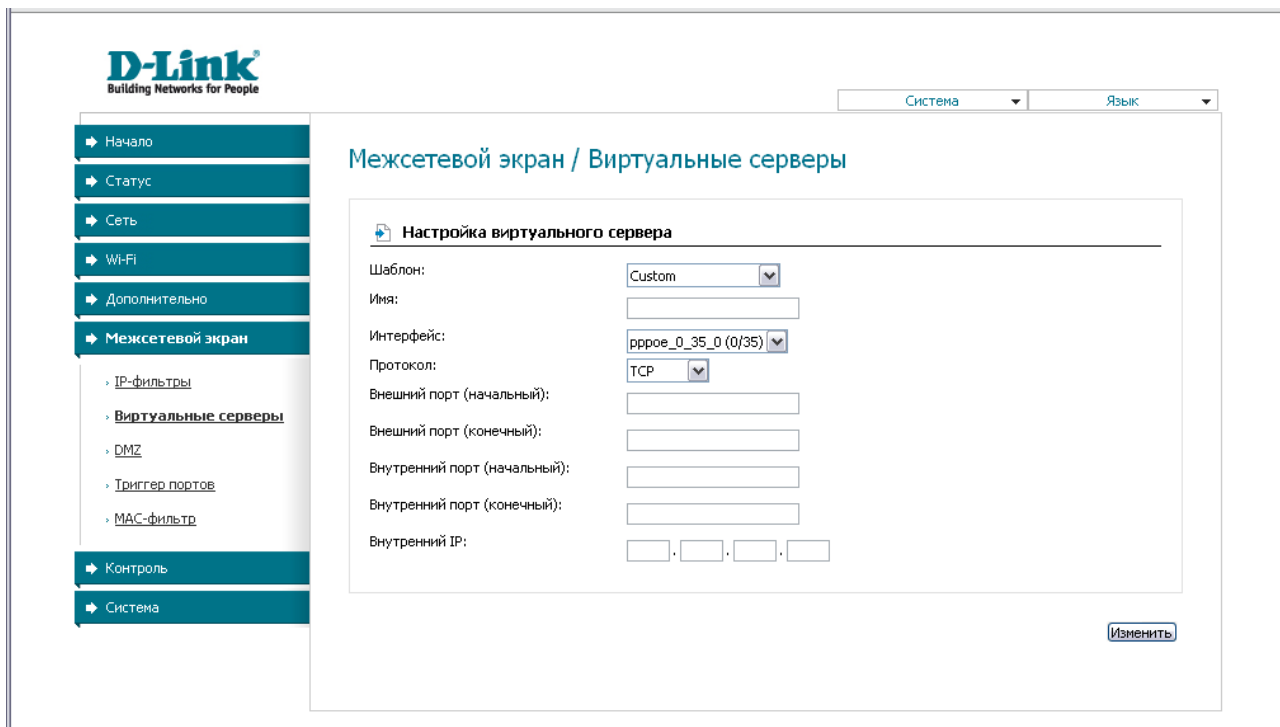 D-Link
Building Networks for People
Система
Язык
Начало
Статус
Сеть
Wi-Fi
Дополнительно
Межсетевой экран
IP-фильтры
Виртуальные серверы
DMZ
Триггер портов
MAC-фильтр
Контроль
Система
Межсетевой экран / Виртуальные серверы
Настройка виртуального сервера
Шаблон: Custom
Имя:
Интерфейс: pppoe_0_35_0 (0/35)
Протокол: TCP
Внешний порт (начальный):
Внешний порт (конечный):
Внутренний порт (начальный):
Внутренний порт (конечный):
Внутренний IP: . . .
Изменить